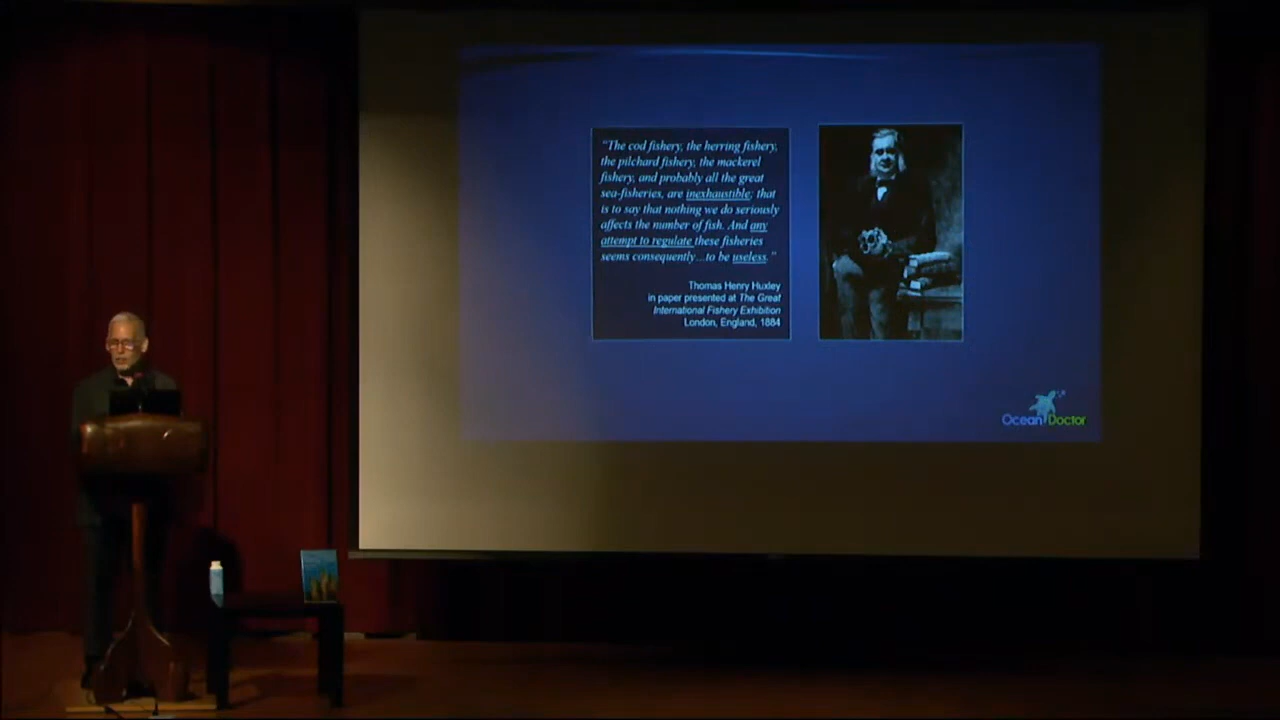 "The cod fishery, the herring fishery,
the pilchard fishery, the mackerel
fishery, and probably all the great
sea-fisheries, are inexhaustible; that
is to say that nothing we do seriously
affects the number of fish. And any
attempt to regulate these fisheries
seems consequently…to be useless."
Thomas Henry Huxley
in paper presented at The Great
International Fishery Exhibition
London, England, 1884
Ocean Doctor